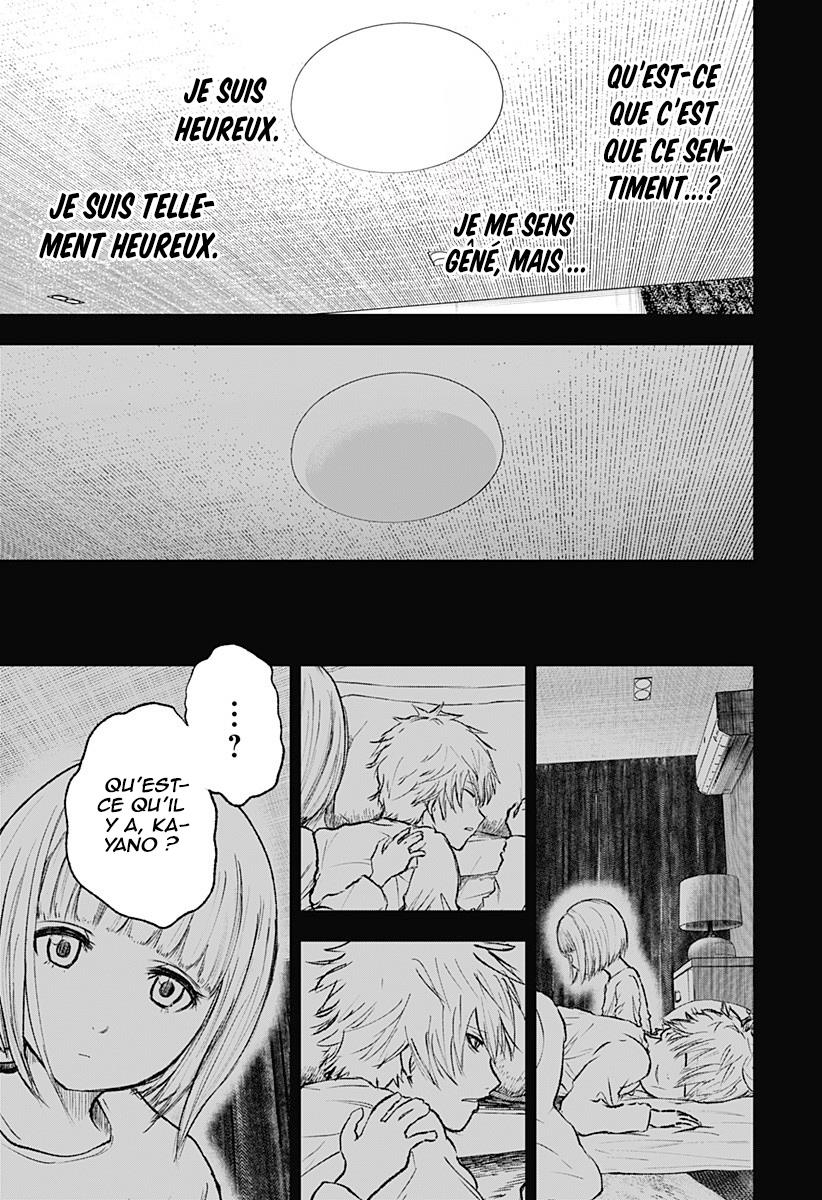 QU'EST-CE
QUE C'EST
QUE CE SEN-
TIMENT...?
JE ME SENS
GÊNÉ, MAIS ...
JE SUIS
HEUREUX.
JE SUIS TELLE-
MENT HEUREUX.
...?
QU'EST-
CE QU'IL
Y A, KA-
YANO ?